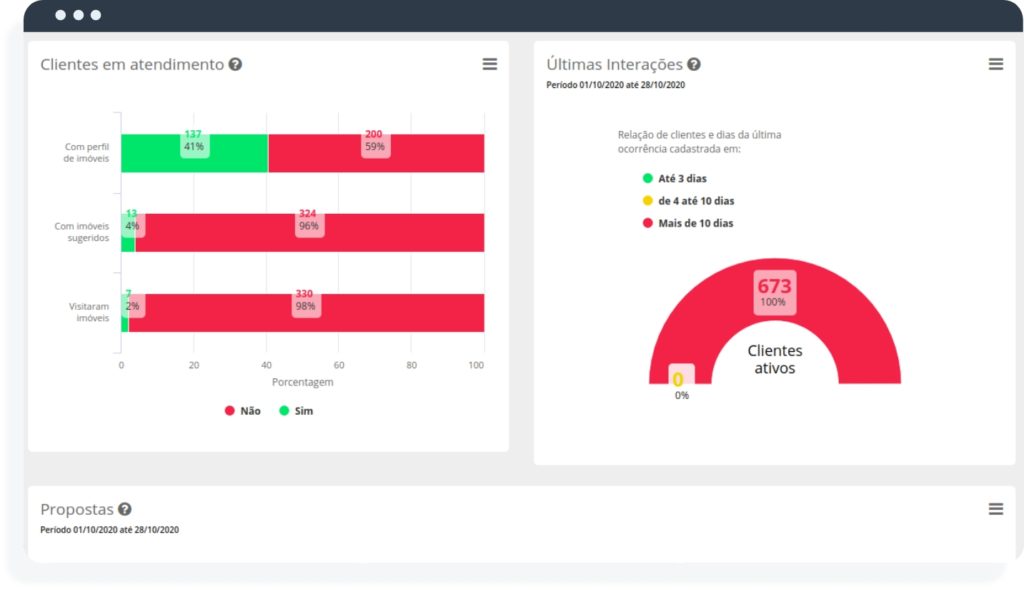 Clientes em atendimento
Com perfil
de imóveis
137
41%
200
59%
Com imóveis
sugeridos
13
4%
324
96%
Visitaram
imóveis
7
2%
330
98%
0 20 40 60 80 100
Porcentagem
Não Sim
Últimas Interações
Período 01/10/2020 até 28/10/2020
Relação de clientes e dias da última
ocorrência cadastrada em:
Até 3 dias
de 4 até 10 dias
Mais de 10 dias
673
100%
Clientes
ativos
0
0%
Propostas
Período 01/10/2020 até 28/10/2020